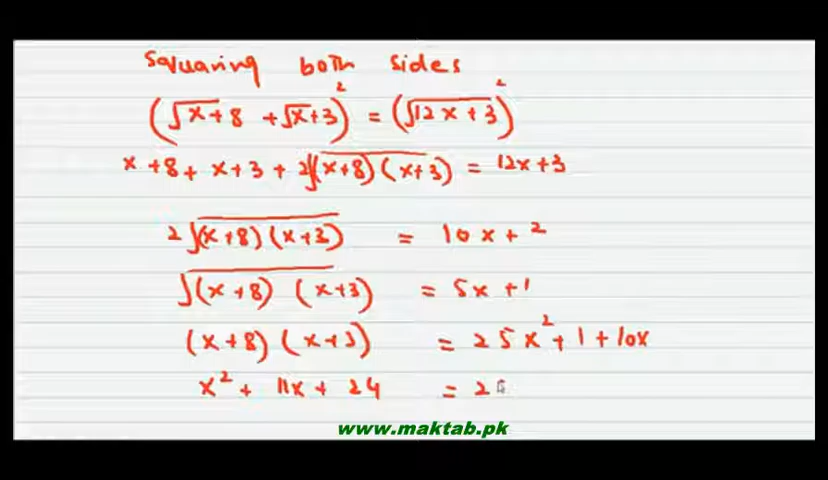 Squaring both sides
(√x+8 + √x+3)² = (√12x+3)²
x+8+x+3+2√(x+8)(x+3) = 12x+3
2√(x+8)(x+3) = 10x+2
√(x+8)(x+3) = 5x+1
(x+8)(x+3) = 25x²+1+10x
x²+11x+24 = 2
www.maktab.pk